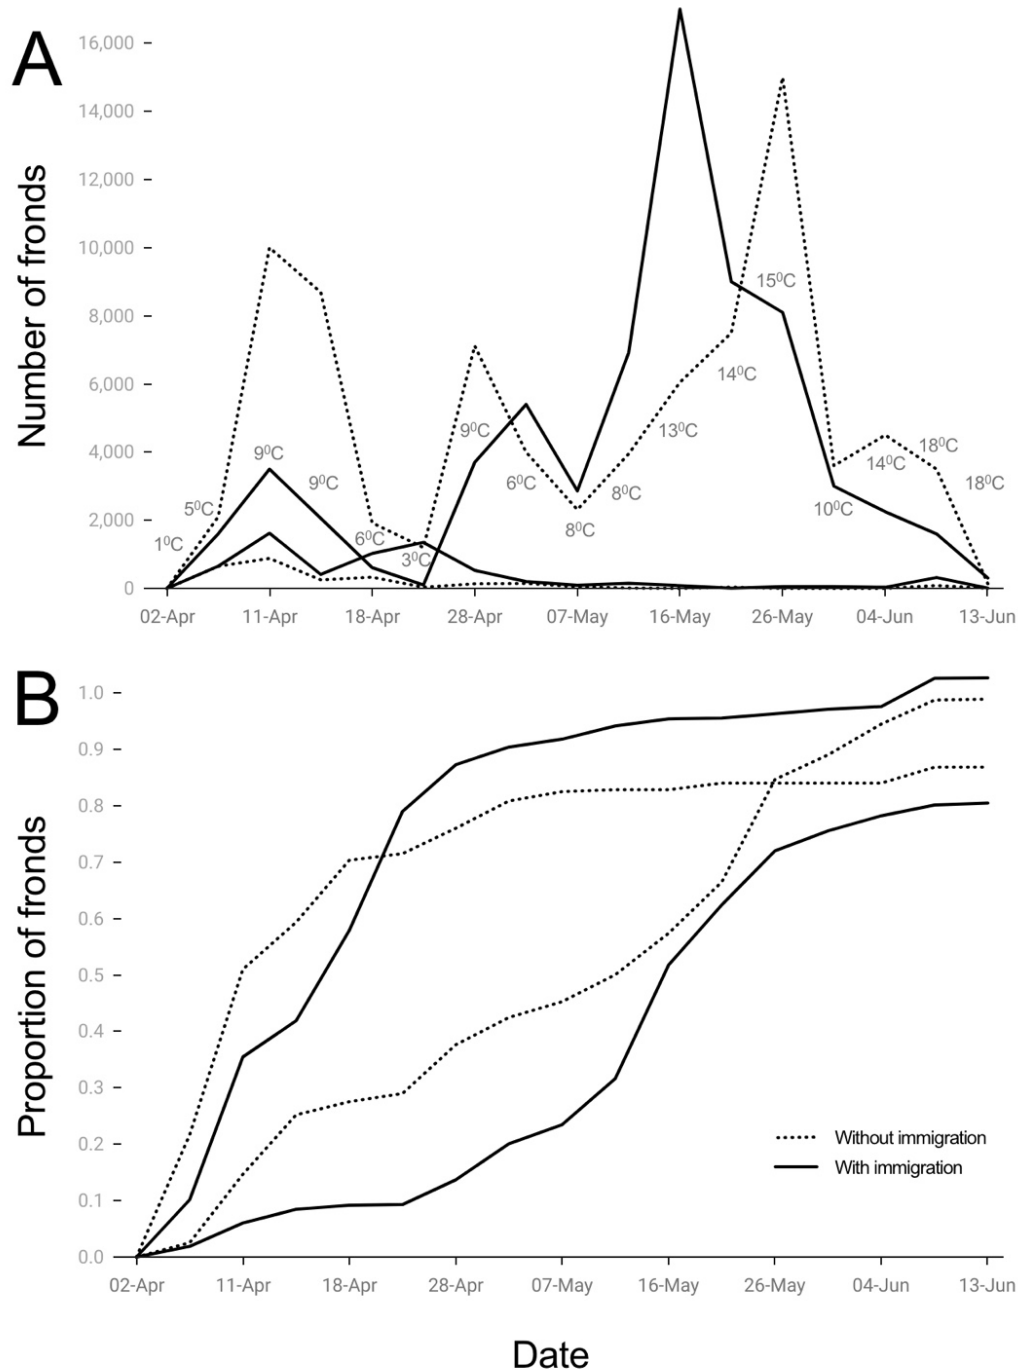 A
Number of fronds
16,000
14,000
12,000
10,000
8,000
6,000
4,000
2,000
0
1⁰C
5⁰C
9⁰C
9⁰C
6⁰C
3⁰C
9⁰C
6⁰C
8⁰C
8⁰C
13⁰C
14⁰C
15⁰C
10⁰C
14⁰C
18⁰C
18⁰C
02-Apr 11-Apr 18-Apr 28-Apr 07-May 16-May 26-May 04-Jun 13-Jun
B
Proportion of fronds
1.0
0.9
0.8
0.7
0.6
0.5
0.4
0.3
0.2
0.1
0.0
Without immigration
With immigration
02-Apr 11-Apr 18-Apr 28-Apr 07-May 16-May 26-May 04-Jun 13-Jun
Date